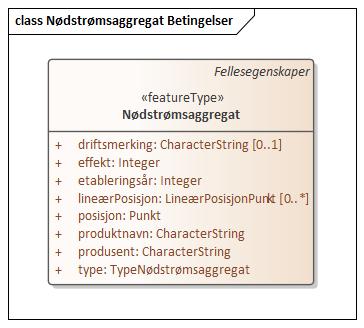 class Nødstrømsaggregat Betingelser
Fellesegenskaper
«featureType»
Nødstrømsaggregat
+ driftsmerking: CharacterString [0..1]
+ effekt: Integer
+ etableringsår: Integer
+ lineærPosisjon: LineærPosisjonPunkt [0..*]
+ posisjon: Punkt
+ produktnavn: CharacterString
+ produsent: CharacterString
+ type: TypeNødstrømsaggregat